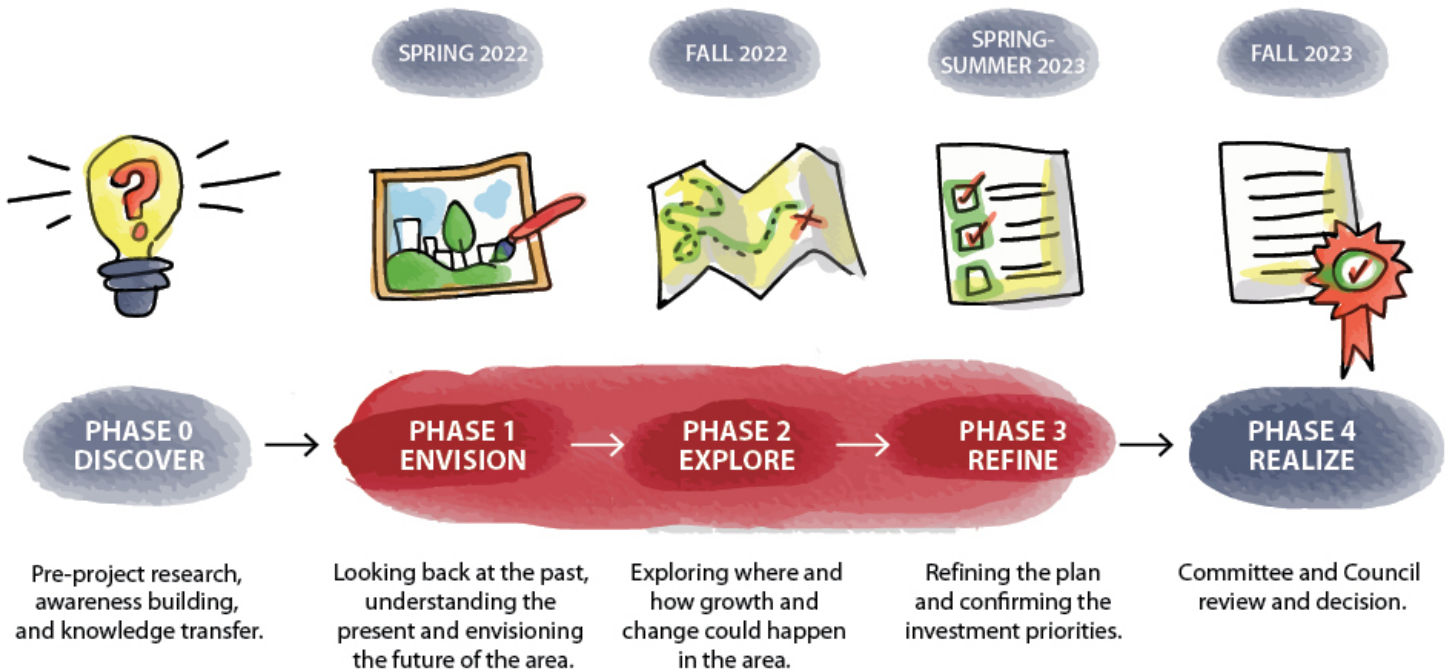 SPRING 2022
FALL 2022
SPRING-
SUMMER 2023
FALL 2023
PHASE 0
DISCOVER
PHASE 1
ENVISION
PHASE 2
EXPLORE
PHASE 3
REFINE
PHASE 4
REALIZE
Pre-project research,
awareness building,
and knowledge transfer.
Looking back at the past,
understanding the
present and envisioning
the future of the area.
Exploring where and
how growth and
change could happen
in the area.
Refining the plan
and confirming the
investment priorities.
Committee and Council
review and decision.